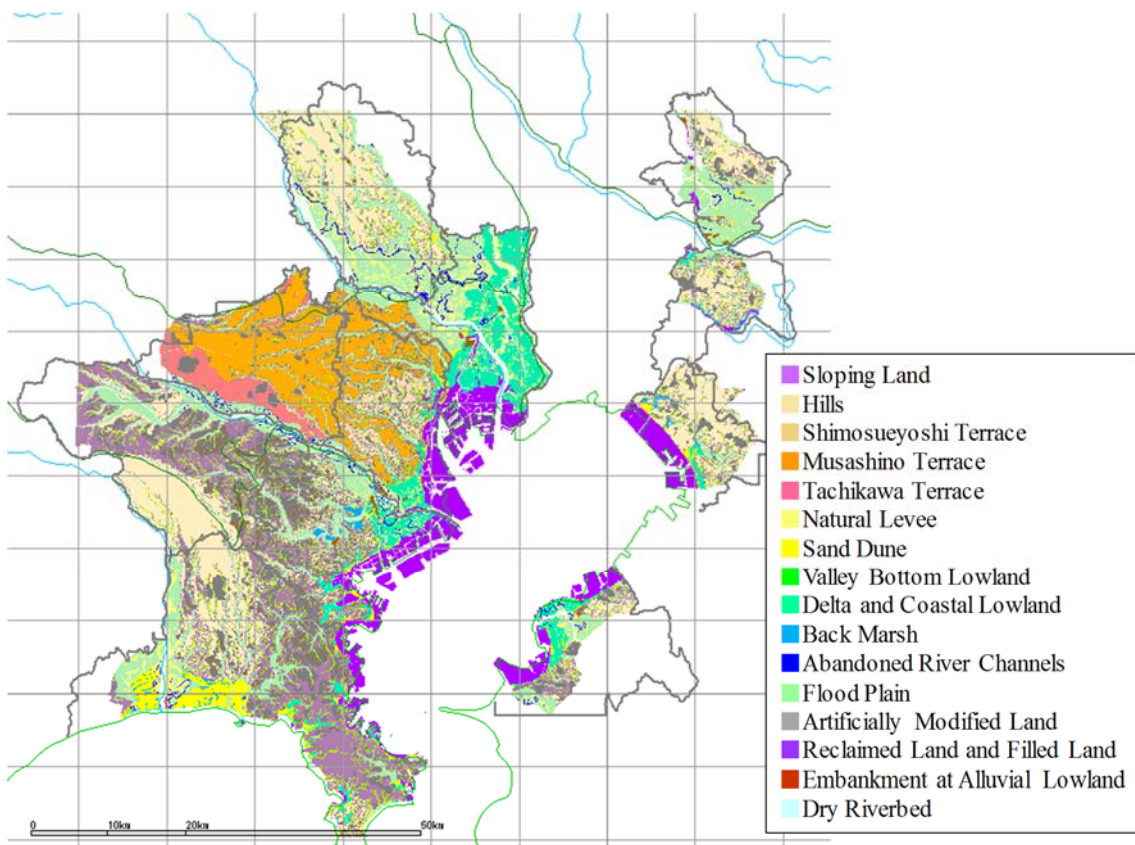 Sloping Land
Hills
Shimosueyoshi Terrace
Musashino Terrace
Tachikawa Terrace
Natural Levee
Sand Dune
Valley Bottom Lowland
Delta and Coastal Lowland
Back Marsh
Abandoned River Channels
Flood Plain
Artificially Modified Land
Reclaimed Land and Filled Land
Embankment at Alluvial Lowland
Dry Riverbed
0 10km 20km 50km